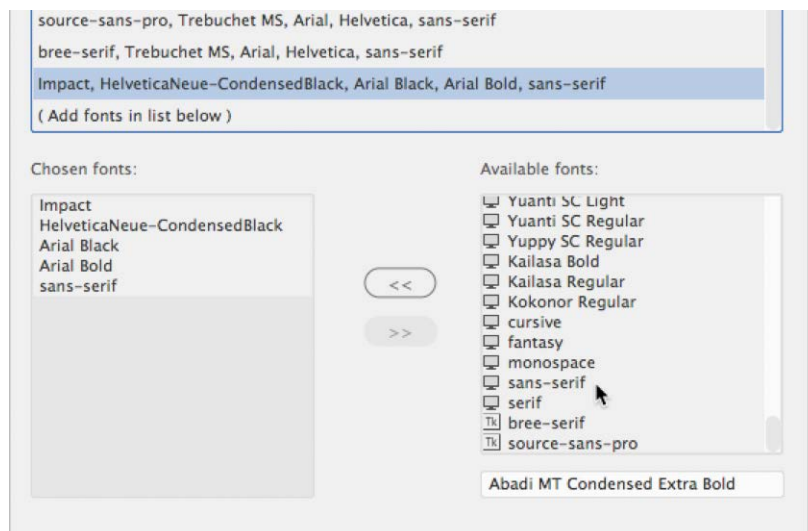 source-sans-pro, Trebuchet MS, Arial, Helvetica, sans-serif
bree-serif, Trebuchet MS, Arial, Helvetica, sans-serif
Impact, HelveticaNeue-CondensedBlack, Arial Black, Arial Bold, sans-serif
( Add fonts in list below )
Chosen fonts:
Impact
HelveticaNeue-CondensedBlack
Arial Black
Arial Bold
sans-serif
<<
>>
Available fonts:
Yuanti SC Light
Yuanti SC Regular
Yuppy SC Regular
Kailasa Bold
Kailasa Regular
Kokonor Regular
cursive
fantasy
monospace
sans-serif
serif
Tk bree-serif
Tk source-sans-pro
Abadi MT Condensed Extra Bold